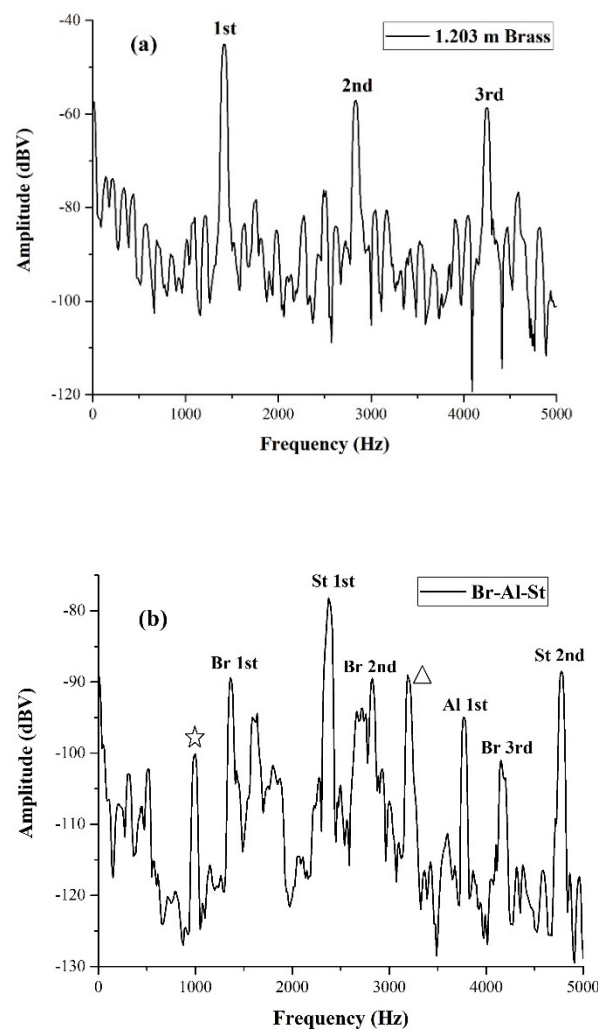 (a)
1st
2nd
3rd
1.203 m Brass
-40
-60
-80
-100
-120
Amplitude (dBV)
0
1000
2000
3000
4000
5000
Frequency (Hz)
(b)
Br-Al-St
St 1st
Br 1st
Br 2nd
Al 1st
Br 3rd
St 2nd
-80
-90
-100
-110
-120
-130
Amplitude (dBV)
0
1000
2000
3000
4000
5000
Frequency (Hz)